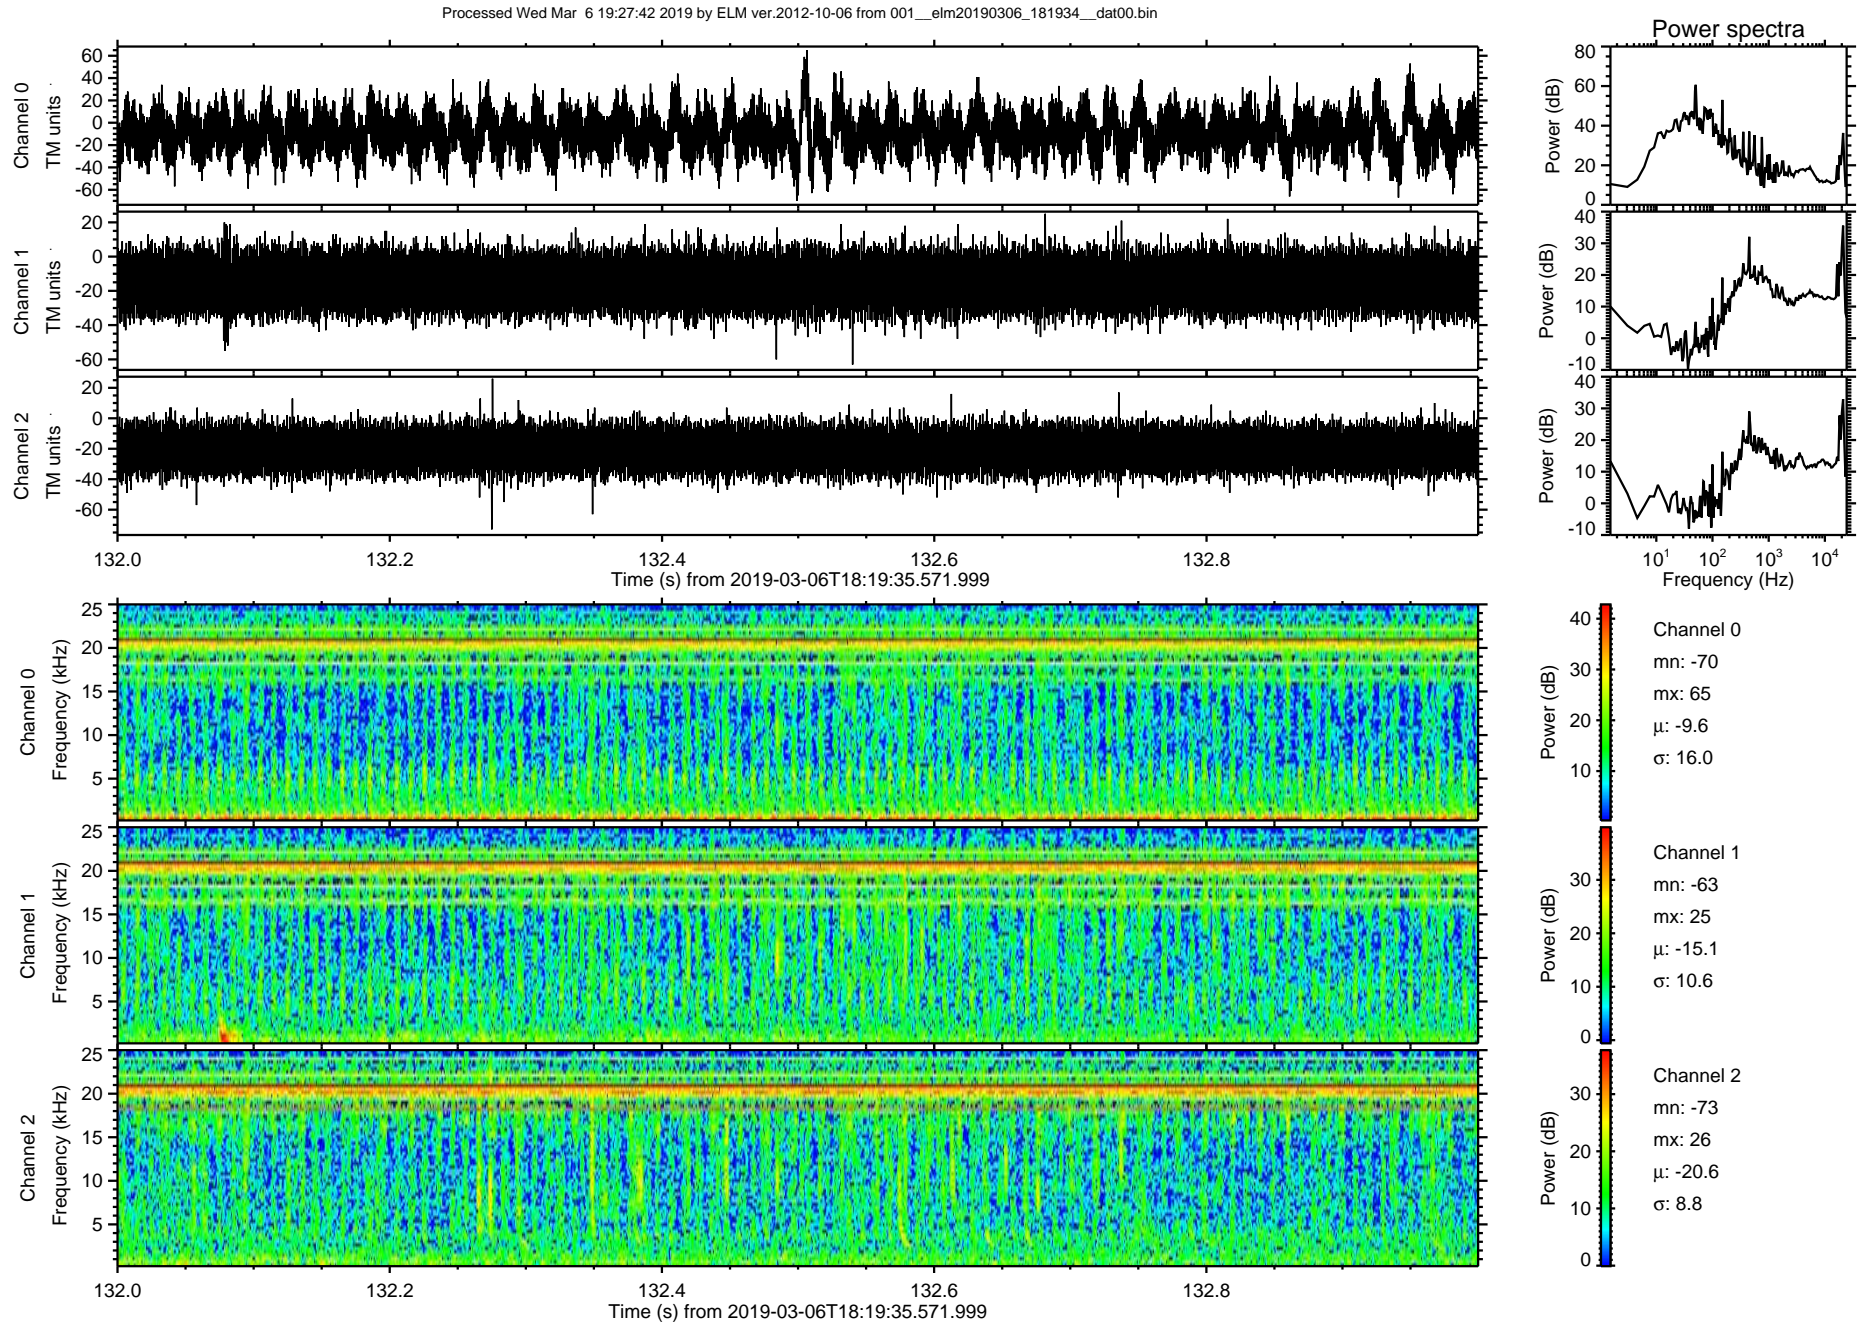 Processed Wed Mar  6 19:27:42 2019 by ELM ver.2012-10-06 from 001__elm20190306_181934__dat00.bin
Power spectra
Channel 0
TM units
60
40
20
0
-20
-40
-60
Power (dB)
80
60
40
20
0
Channel 1
TM units
20
0
-20
-40
-60
Power (dB)
40
30
20
10
0
-10
Channel 2
TM units
20
0
-20
-40
-60
Power (dB)
40
30
20
10
0
-10
132.0 132.2 132.4 132.6 132.8
Time (s) from 2019-03-06T18:19:35.571.999
10¹ 10² 10³ 10⁴
Frequency (Hz)
Channel 0
Frequency (kHz)
25
20
15
10
5
Power (dB)
40
30
20
10
Channel 0
mn: -70
mx: 65
μ: -9.6
σ: 16.0
Channel 1
Frequency (kHz)
25
20
15
10
5
Power (dB)
30
20
10
0
Channel 1
mn: -63
mx: 25
μ: -15.1
σ: 10.6
Channel 2
Frequency (kHz)
25
20
15
10
5
Power (dB)
30
20
10
0
Channel 2
mn: -73
mx: 26
μ: -20.6
σ: 8.8
132.0 132.2 132.4 132.6 132.8
Time (s) from 2019-03-06T18:19:35.571.999